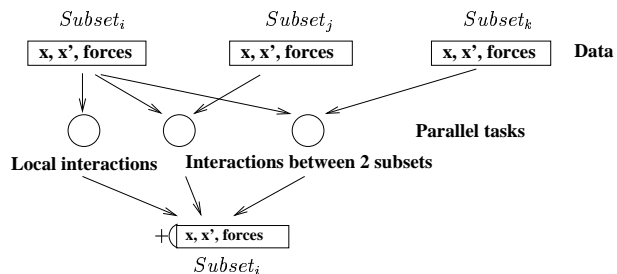 Subset_i Subset_j Subset_k
x, x', forces x, x', forces x, x', forces Data
Parallel tasks
Local interactions Interactions between 2 subsets
+ x, x', forces
Subset_i